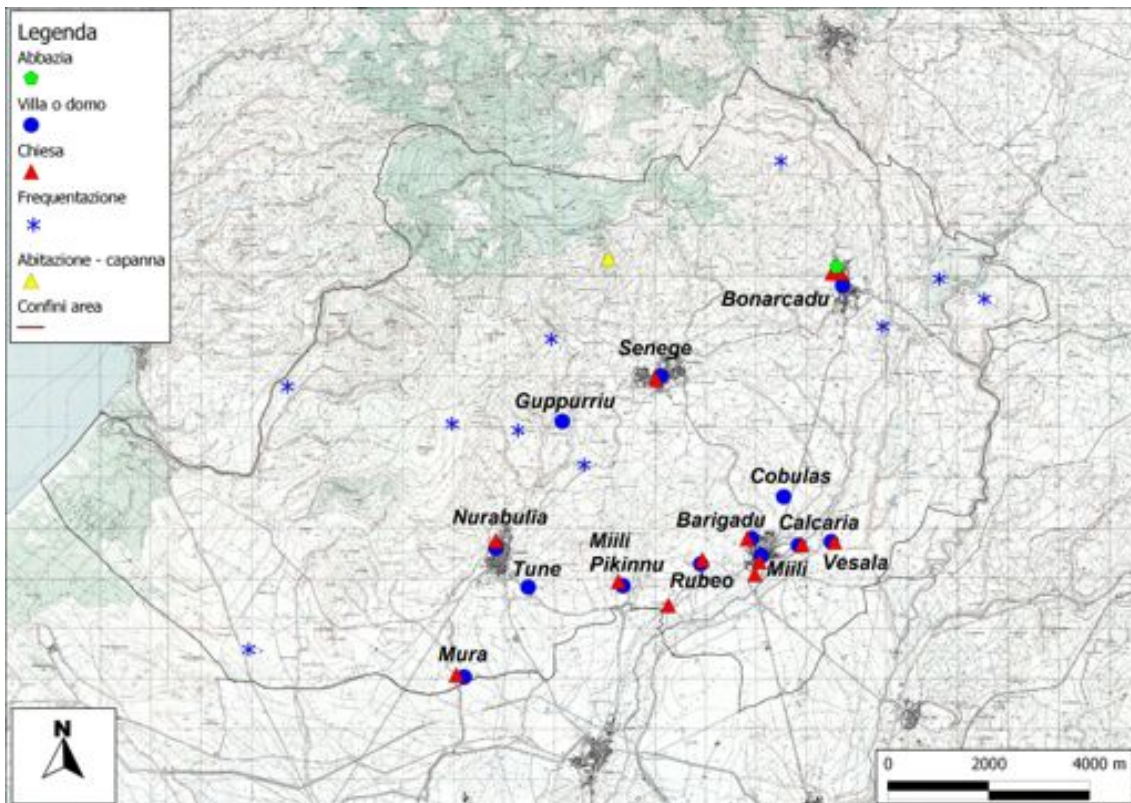 Legenda
Abbazia
Villa o domo
Chiesa
Frequentazione
Abitazione - capanna
Confini area
Bonarcadu
Senege
Guppurriu
Cobulas
Nurabulia
Barigadu
Calcaria
Miili
Pikinnu
Tune
Rubeo
Miili
Vesala
Mura
N
0
2000
4000 m